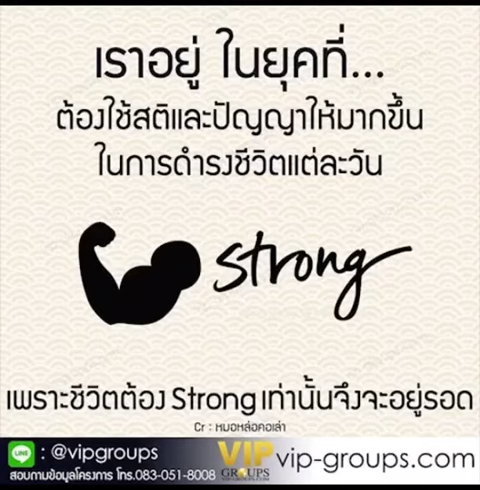 เราอยู่ ในยุคที่...
ต้องใช้สติและปัญญาให้มากขึ้น
ในการดำรงชีวิตแต่ละวัน
strong
เพราะชีวิตต้อง Strong เท่านั้นจึงจะอยู่รอด
Cr : หมอหล่อคอเล่า
LINE : @vipgroups
สอบถามข้อมูลโครงการ โทร.083-051-8008
VIP
GROUPS
VIP-GROUPS.COM
vip-groups.com